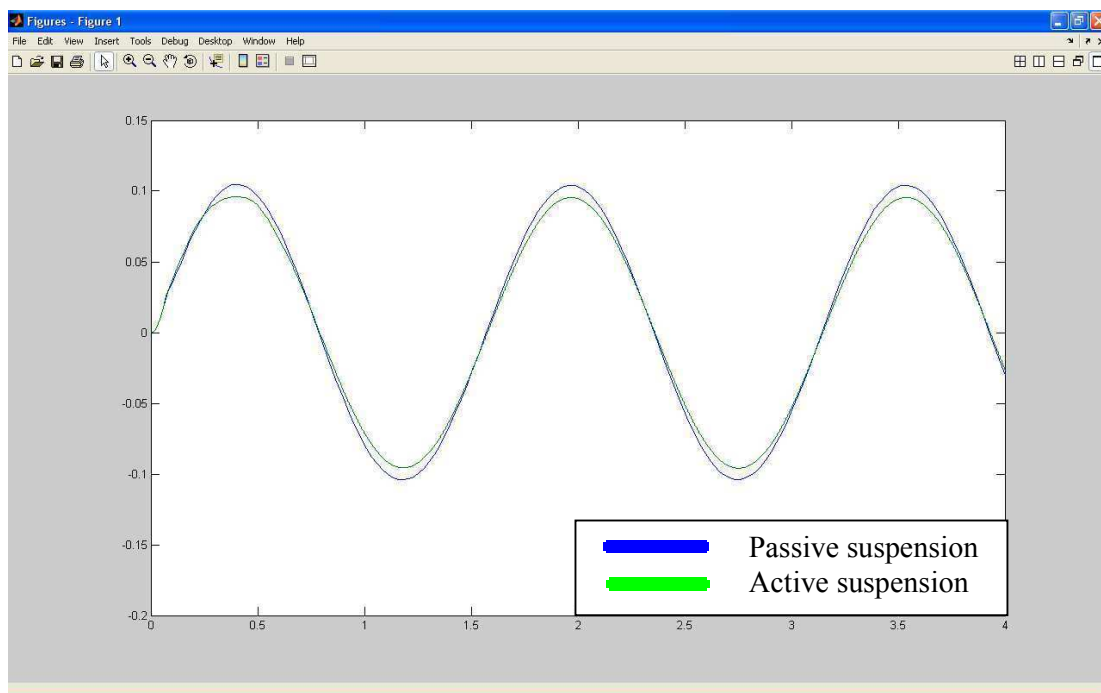 Figures - Figure 1
File Edit View Insert Tools Debug Desktop Window Help
0.15
0.1
0.05
0
-0.05
-0.1
-0.15
-0.2
0 0.5 1 1.5 2 2.5 3 3.5 4
Passive suspension
Active suspension